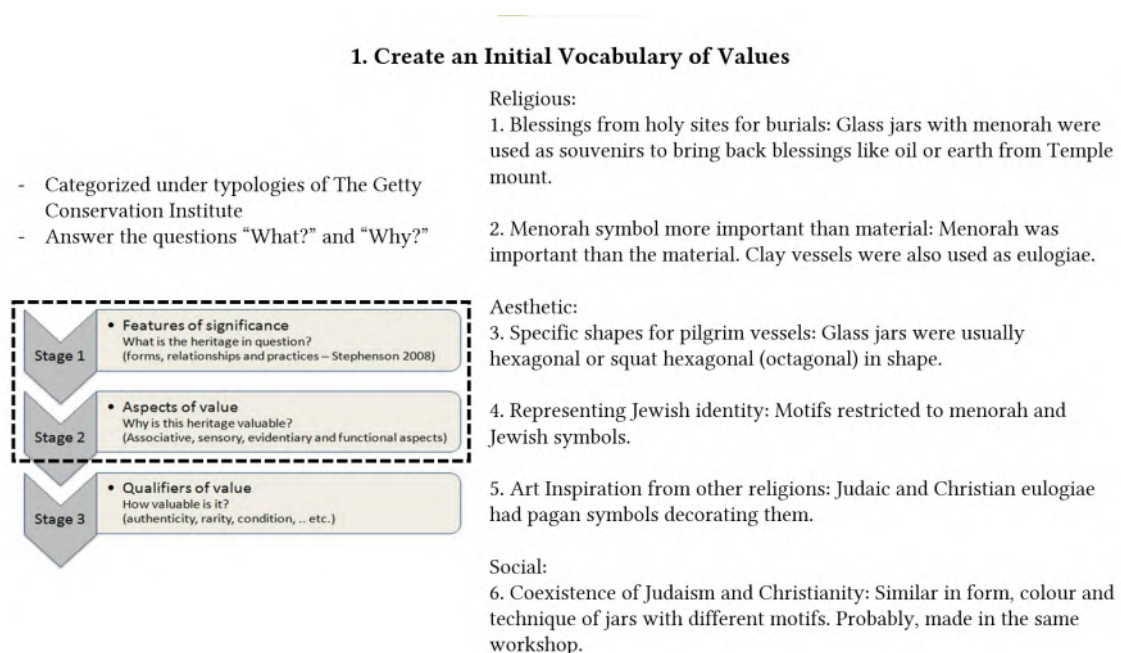 1. Create an Initial Vocabulary of Values
- Categorized under typologies of The Getty
Conservation Institute
- Answer the questions “What?” and “Why?”
Stage 1
• Features of significance
What is the heritage in question?
(forms, relationships and practices – Stephenson 2008)
Stage 2
• Aspects of value
Why is this heritage valuable?
(Associative, sensory, evidentiary and functional aspects)
Stage 3
• Qualifiers of value
How valuable is it?
(authenticity, rarity, condition, .. etc.)
Religious:
1. Blessings from holy sites for burials: Glass jars with menorah were
used as souvenirs to bring back blessings like oil or earth from Temple
mount.
2. Menorah symbol more important than material: Menorah was
important than the material. Clay vessels were also used as eulogiae.
Aesthetic:
3. Specific shapes for pilgrim vessels: Glass jars were usually
hexagonal or squat hexagonal (octagonal) in shape.
4. Representing Jewish identity: Motifs restricted to menorah and
Jewish symbols.
5. Art Inspiration from other religions: Judaic and Christian eulogiae
had pagan symbols decorating them.
Social:
6. Coexistence of Judaism and Christianity: Similar in form, colour and
technique of jars with different motifs. Probably, made in the same
workshop.